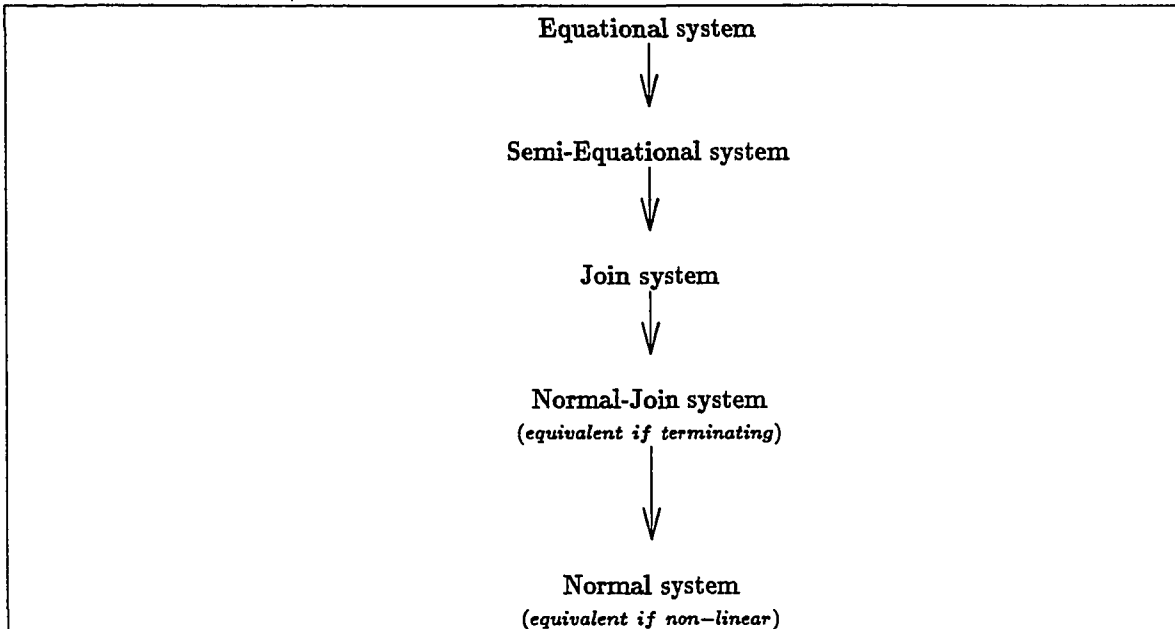 Equational system
Semi-Equational system
Join system
Normal-Join system
(equivalent if terminating)
Normal system
(equivalent if non-linear)